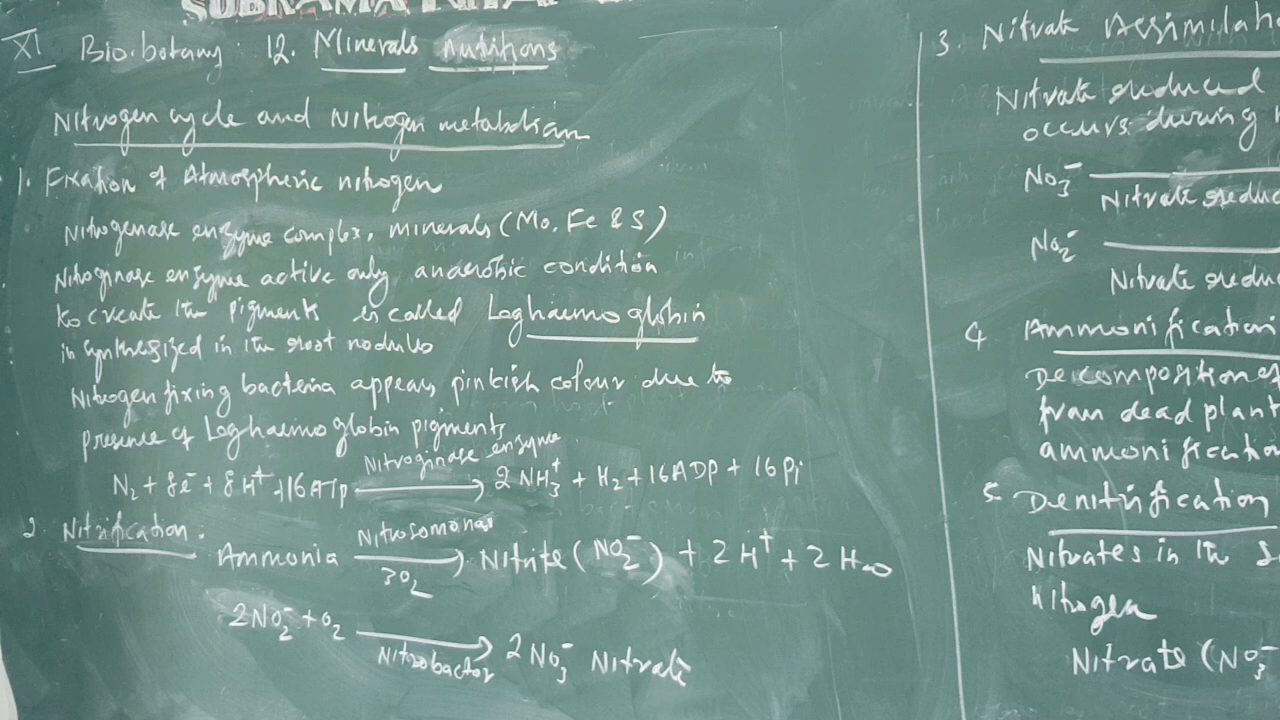 XI Bio.botany. 12. Minerals nutritions
Nitrogen cycle and Nitrogen metabolism
1. Fixation of Atmospheric nitrogen
Nitrogenase enzyme complex, minerals (Mo, Fe & S)
Nitroginase enzyme active only anaerobic condition
to create the pigments is called Leghaemoglobin
in synthesized in the root nodules
Nitrogen fixing bacteria appears pinkish colour due to
presence of Leghaemoglobin pigments
Nitroginase enzyme
N₂ + 8e⁻ + 8H⁺ + 16ATP ⟶ 2NH₃⁺ + H₂ + 16ADP + 16Pi
2. Nitrification.
Nitrosomonas
Ammonia ⟶ Nitrite (NO₂⁻) + 2H⁺ + 2H₂O
3O₂
2NO₂⁻ + O₂ ⟶ 2NO₃⁻ Nitrate
Nitrobactor
3. Nitrate
Nitrate reduced
occurs during
NO₃⁻
Nitrate
NO₂⁻
Nitrate
4 Ammonification
Decomposition of
from dead plant
ammonification
5. Denitrification
Nitrates in the
Nitrogen
Nitrate (NO₃⁻